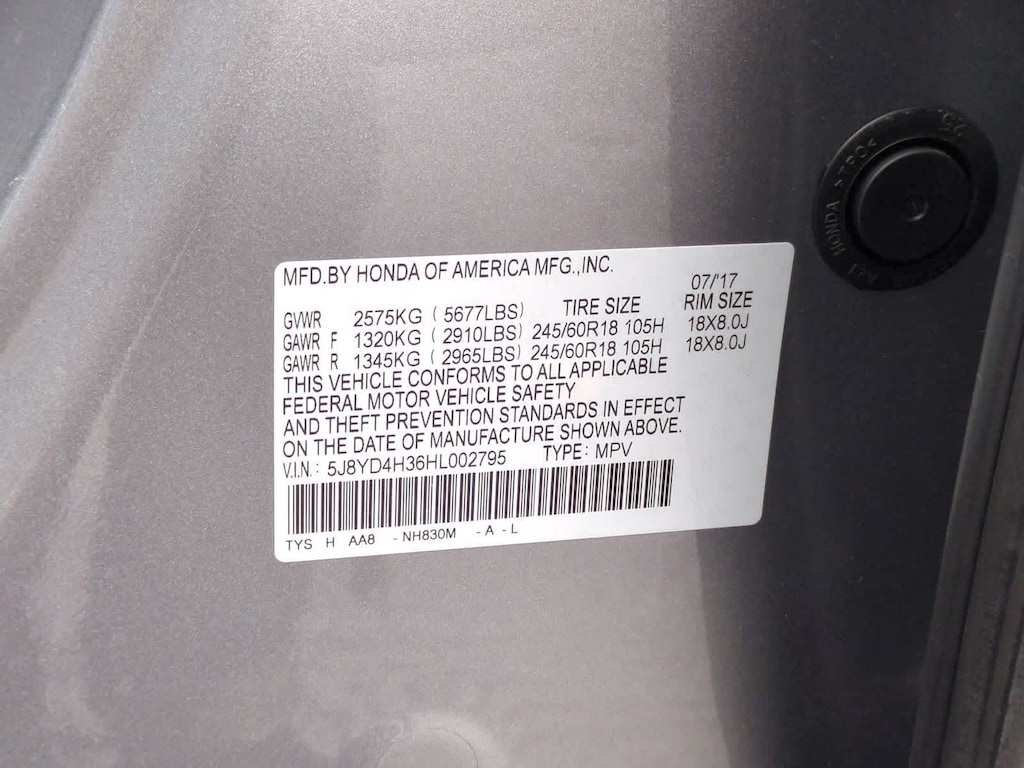 MFD.BY HONDA OF AMERICA MFG.,INC.
07/'17
GVWR 2575KG ( 5677LBS) TIRE SIZE RIM SIZE
GAWR F 1320KG ( 2910LBS) 245/60R18 105H 18X8.0J
GAWR R 1345KG ( 2965LBS) 245/60R18 105H 18X8.0J
THIS VEHICLE CONFORMS TO ALL APPLICABLE
FEDERAL MOTOR VEHICLE SAFETY
AND THEFT PREVENTION STANDARDS IN EFFECT
ON THE DATE OF MANUFACTURE SHOWN ABOVE.
V.I.N.: 5J8YD4H36HL002795 TYPE: MPV
TYS H AA8 - NH830M - A - L
HONDA >TPO<